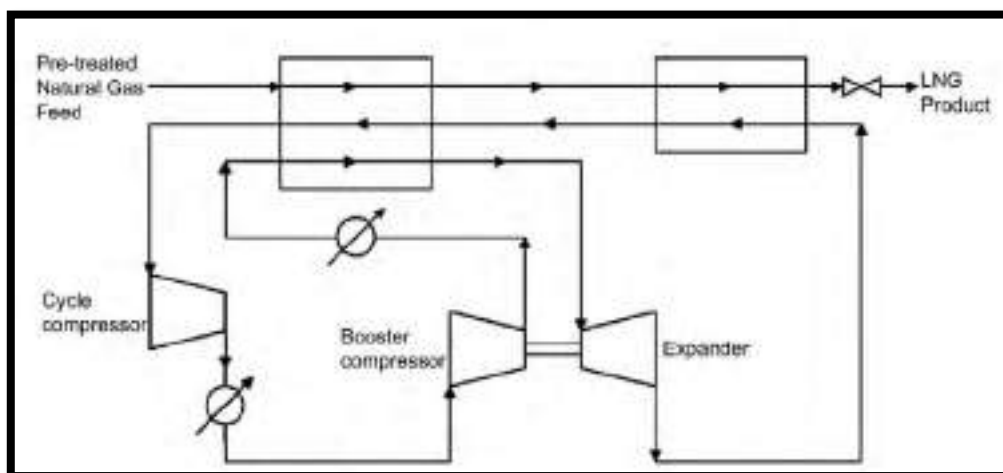 Pre-treated
Natural Gas
Feed
LNG
Product
Cycle
compressor
Booster
compressor
Expander